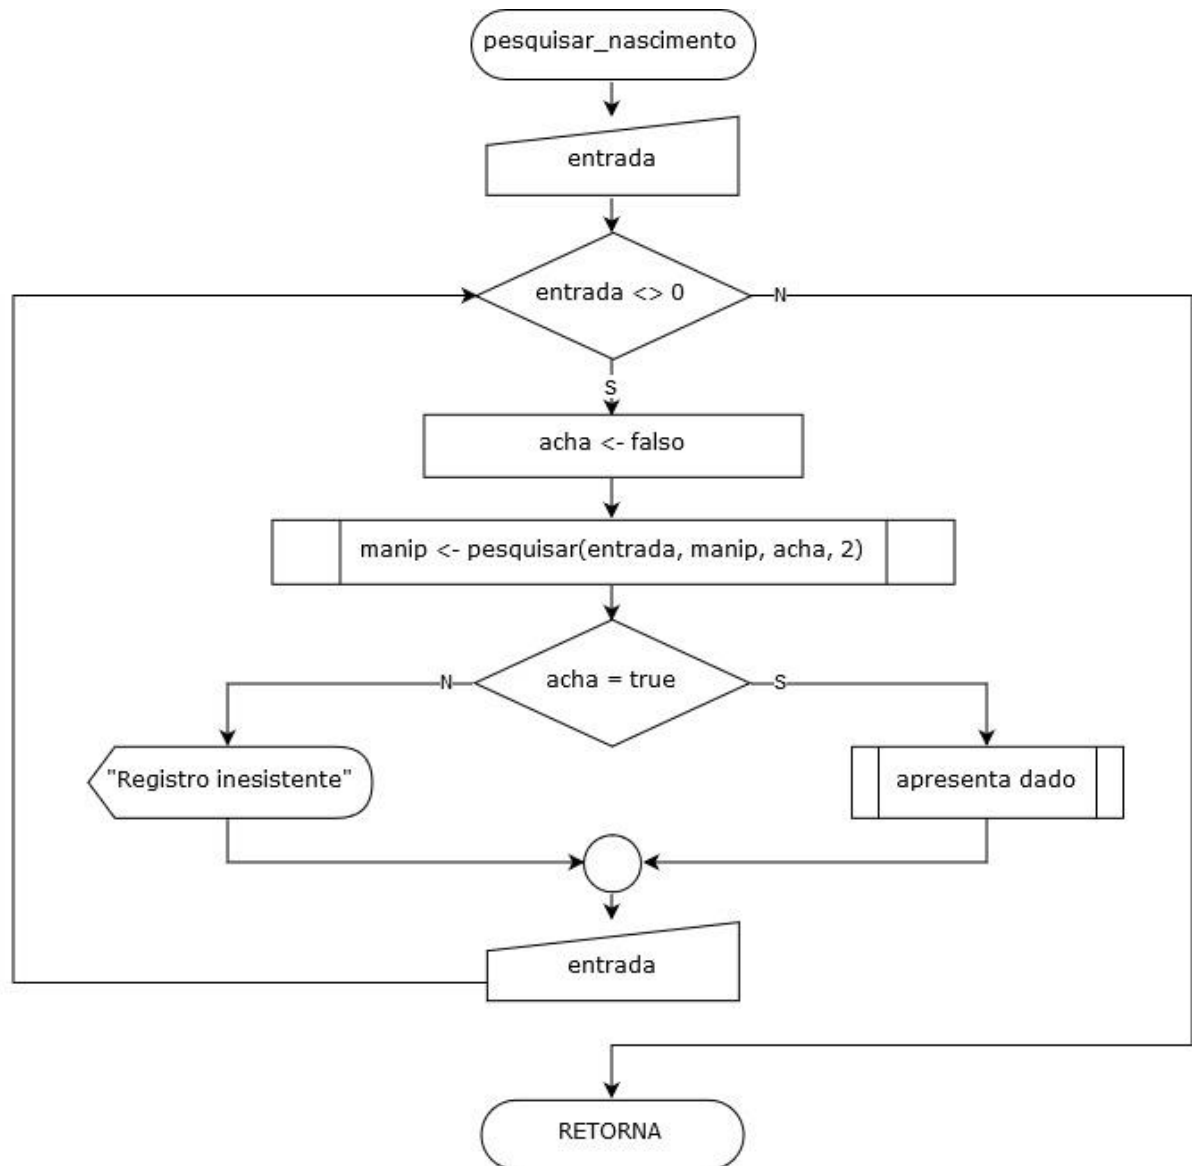 pesquisar_nascimento
entrada
entrada <> 0
N
S
acha <- falso
manip <- pesquisar(entrada, manip, acha, 2)
N
acha = true
S
"Registro inesistente"
apresenta dado
entrada
RETORNA